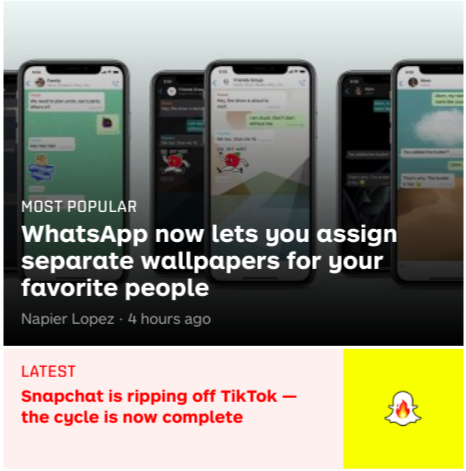 MOST POPULAR
WhatsApp now lets you assign
separate wallpapers for your
favorite people
Napier Lopez · 4 hours ago
LATEST
Snapchat is ripping off TikTok —
the cycle is now complete